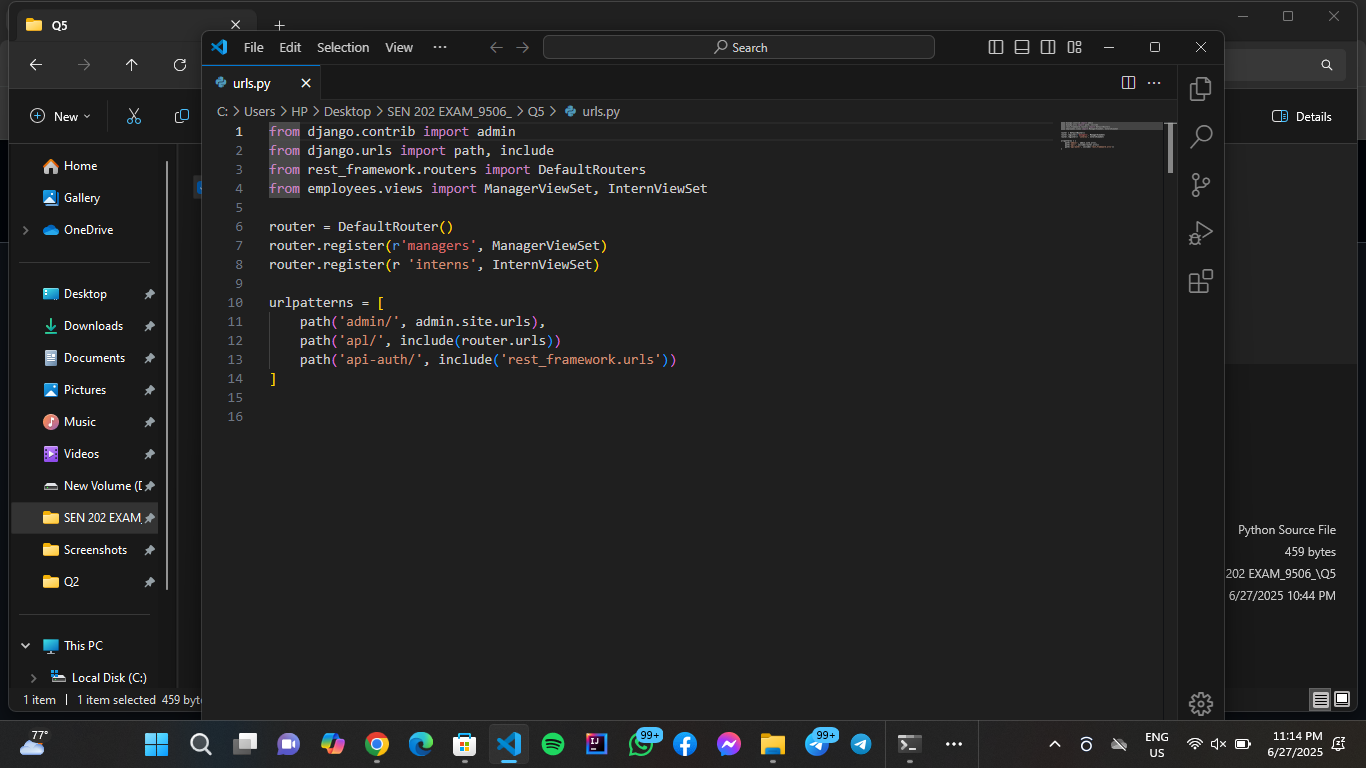 Q5
File Edit Selection View
Search
urls.py
C: > Users > HP > Desktop > SEN 202 EXAM_9506_ > Q5 > urls.py
1 from django.contrib import admin
2 from django.urls import path, include
3 from rest_framework.routers import DefaultRouters
4 from employees.views import ManagerViewSet, InternViewSet
5
6 router = DefaultRouter()
7 router.register(r'managers', ManagerViewSet)
8 router.register(r 'interns', InternViewSet)
9
10 urlpatterns = [
11 path('admin/', admin.site.urls),
12 path('apl/', include(router.urls))
13 path('api-auth/', include('rest_framework.urls'))
14 ]
15
16
New
Details
Home
Gallery
OneDrive
Desktop
Downloads
Documents
Pictures
Music
Videos
New Volume (D
SEN 202 EXAM_
Screenshots
Q2
This PC
Local Disk (C:)
1 item 1 item selected 459 byt
Python Source File
459 bytes
202 EXAM_9506_\Q5
6/27/2025 10:44 PM
77°
99+
99+
ENG
US
11:14 PM
6/27/2025